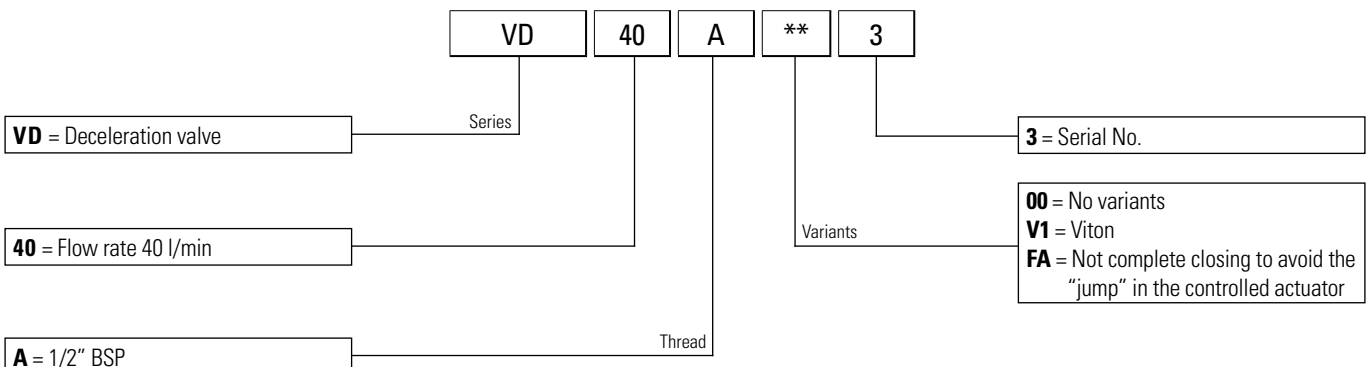 VD 40 A ** 3
Series
VD = Deceleration valve
3 = Serial No.
00 = No variants
V1 = Viton
FA = Not complete closing to avoid the
“jump” in the controlled actuator
Variants
40 = Flow rate 40 l/min
Thread
A = 1/2” BSP